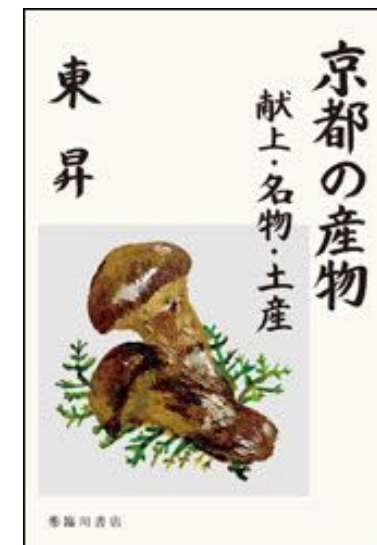 京都の産物
献上・名物・土産
東昇
臨川書店